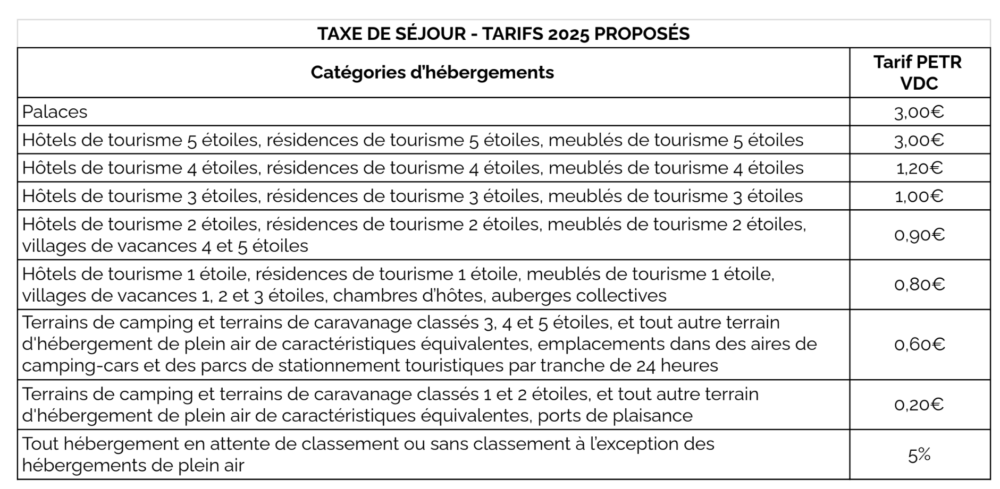 TAXE DE SÉJOUR - TARIFS 2025 PROPOSÉS
Catégories d’hébergements
Tarif PETR
VDC
Palaces
3,00€
Hôtels de tourisme 5 étoiles, résidences de tourisme 5 étoiles, meublés de tourisme 5 étoiles
3,00€
Hôtels de tourisme 4 étoiles, résidences de tourisme 4 étoiles, meublés de tourisme 4 étoiles
1,20€
Hôtels de tourisme 3 étoiles, résidences de tourisme 3 étoiles, meublés de tourisme 3 étoiles
1,00€
Hôtels de tourisme 2 étoiles, résidences de tourisme 2 étoiles, meublés de tourisme 2 étoiles,
villages de vacances 4 et 5 étoiles
0,90€
Hôtels de tourisme 1 étoile, résidences de tourisme 1 étoile, meublés de tourisme 1 étoile,
villages de vacances 1, 2 et 3 étoiles, chambres d’hôtes, auberges collectives
0,80€
Terrains de camping et terrains de caravanage classés 3, 4 et 5 étoiles, et tout autre terrain
d'hébergement de plein air de caractéristiques équivalentes, emplacements dans des aires de
camping-cars et des parcs de stationnement touristiques par tranche de 24 heures
0,60€
Terrains de camping et terrains de caravanage classés 1 et 2 étoiles, et tout autre terrain
d'hébergement de plein air de caractéristiques équivalentes, ports de plaisance
0,20€
Tout hébergement en attente de classement ou sans classement à l’exception des
hébergements de plein air
5%